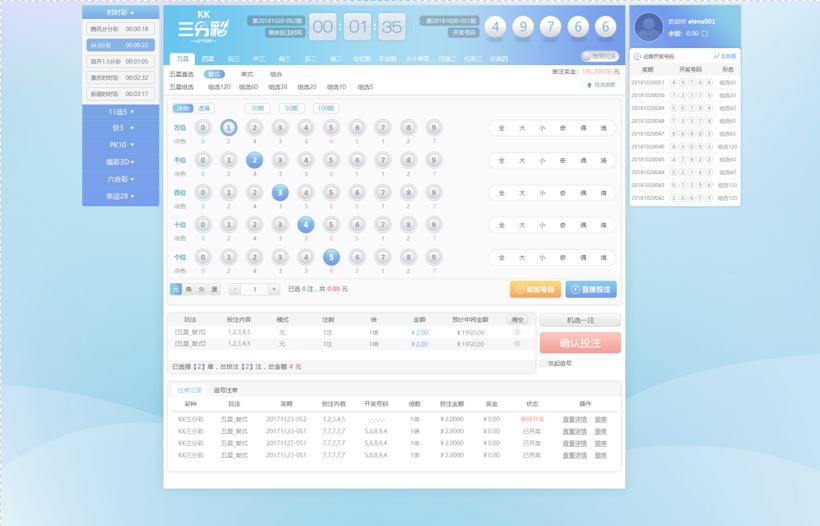 时时彩
腾讯分分彩 00:00:18
kk3分彩 00:00:22
首开1.5分彩 00:01:05
重庆时时彩 00:02:32
新疆时时彩 00:03:17
11选5
快3
PK10
福彩3D
六合彩
幸运28
KK
三分彩
LOTTERY
第20181020-052期
剩余投注时间
00:01:35
第20181020-051期
开奖号码
4 9 7 6 6
五星 四星 后三 中三 前三 后二 前二 定位胆 不定胆 大小单双 任选二 任选三 任选四
五星直选 复式 单式 组合
单注奖金: 195,200.00 元
五星组选 组选120 组选60 组选30 组选20 组选10 组选5
玩法说明
冷热 遗漏 30期 50期 100期
万位 0 1 2 3 4 5 6 7 8 9 全 大 小 奇 偶 清
冷热 0 2 4 3 3 6 5 1 2 7
千位 0 1 2 3 4 5 6 7 8 9 全 大 小 奇 偶 清
冷热 0 2 4 3 3 6 5 1 2 7
百位 0 1 2 3 4 5 6 7 8 9 全 大 小 奇 偶 清
冷热 0 2 4 3 3 6 5 1 2 7
十位 0 1 2 3 4 5 6 7 8 9 全 大 小 奇 偶 清
冷热 0 2 4 3 3 6 5 1 2 7
个位 0 1 2 3 4 5 6 7 8 9 全 大 小 奇 偶 清
冷热 0 2 4 3 3 6 5 1 2 7
元 角 分 厘 - 1 + 已选 0 注，共 0.00 元
添加号码 直接投注
玩法 投注内容 模式 注数 倍 金额 预计中将金额 清空
[五星_复式] 1,2,3,4,5 元 1注 1倍 ¥ 2.00 ¥ 1950.00
[五星_复式] 1,2,3,4,5 元 1注 1倍 ¥ 2.00 ¥ 1950.00
已选择【2】单，总投注【2】注，总金额 4 元
机选一注
确认投注
发起追号
注单记录 追号注单
彩种 玩法 奖期 投注内容 开奖号码 倍数 投注金额 奖金 状态 操作
KK三分彩 五星_复式 20171123-052 1,2,3,4,5 -,-,-,-,- 1倍 ¥ 2.0000 ¥ 0.00 等待开奖 查看详情 撤单
KK三分彩 五星_复式 20171123-051 7,7,7,7,7 5,6,8,9,4 1倍 ¥ 2.0000 ¥ 0.00 已开奖 查看详情 撤单
KK三分彩 五星_复式 20171123-051 7,7,7,7,7 5,6,8,9,4 1倍 ¥ 2.0000 ¥ 0.00 已开奖 查看详情 撤单
KK三分彩 五星_复式 20171123-051 7,7,7,7,7 5,6,8,9,4 1倍 ¥ 2.0000 ¥ 0.00 已开奖 查看详情 撤单
欢迎你! elena001
余额: 0.00
近期开奖号码
奖期 开奖号码 形态
20181020051 4 9 7 6 6 组选60
20181020050 7 2 7 7 5 组选20
20181020049 组选60
20181020048 组选60
20181020047 组选60
20181020046 组选120
20181020045 4 7 9 2 2 组选60
20181020044 组选60
20181020043 0 7 3 9 6 组选120
20181020042 2 0 6 7 5 组选120